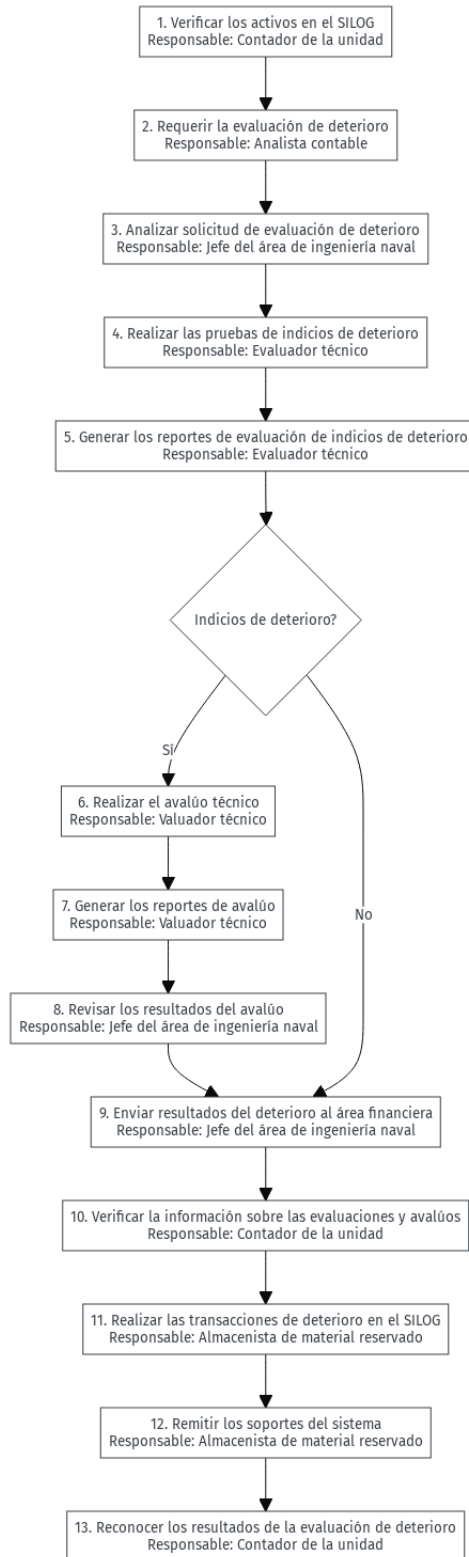 1. Verificar los activos en el SILOG
Responsable: Contador de la unidad
2. Requerir la evaluación de deterioro
Responsable: Analista contable
3. Analizar solicitud de evaluación de deterioro
Responsable: Jefe del área de ingeniería naval
4. Realizar las pruebas de indicios de deterioro
Responsable: Evaluador técnico
5. Generar los reportes de evaluación de indicios de deterioro
Responsable: Evaluador técnico
Indicios de deterioro?
Sí
6. Realizar el avalúo técnico
Responsable: Valuador técnico
7. Generar los reportes de avalúo
Responsable: Valuador técnico
No
8. Revisar los resultados del avalúo
Responsable: Jefe del área de ingeniería naval
9. Enviar resultados del deterioro al área financiera
Responsable: Jefe del área de ingeniería naval
10. Verificar la información sobre las evaluaciones y avalúos
Responsable: Contador de la unidad
11. Realizar las transacciones de deterioro en el SILOG
Responsable: Almacenista de material reservado
12. Remitir los soportes del sistema
Responsable: Almacenista de material reservado
13. Reconocer los resultados de la evaluación de deterioro
Responsable: Contador de la unidad